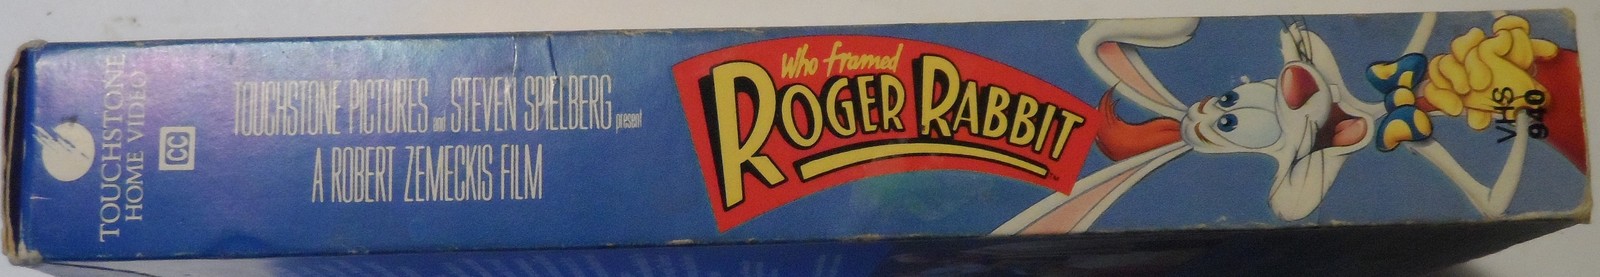 TOUCHSTONE
HOME VIDEO
CC
TOUCHSTONE PICTURES and STEVEN SPIELBERG present
A ROBERT ZEMECKIS FILM
Who Framed
ROGER RABBIT
TM
VHS
940